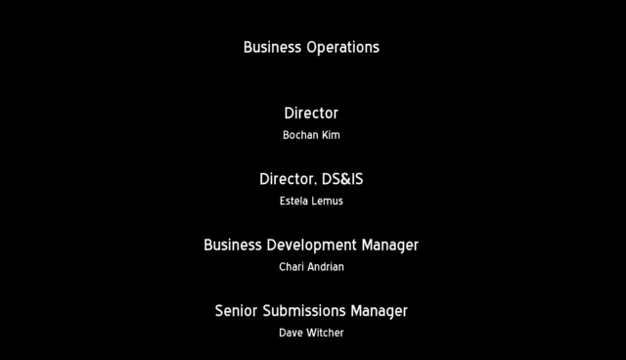 Business Operations
Director
Bochan Kim
Director, DS&IS
Estela Lemus
Business Development Manager
Chari Andrian
Senior Submissions Manager
Dave Witcher